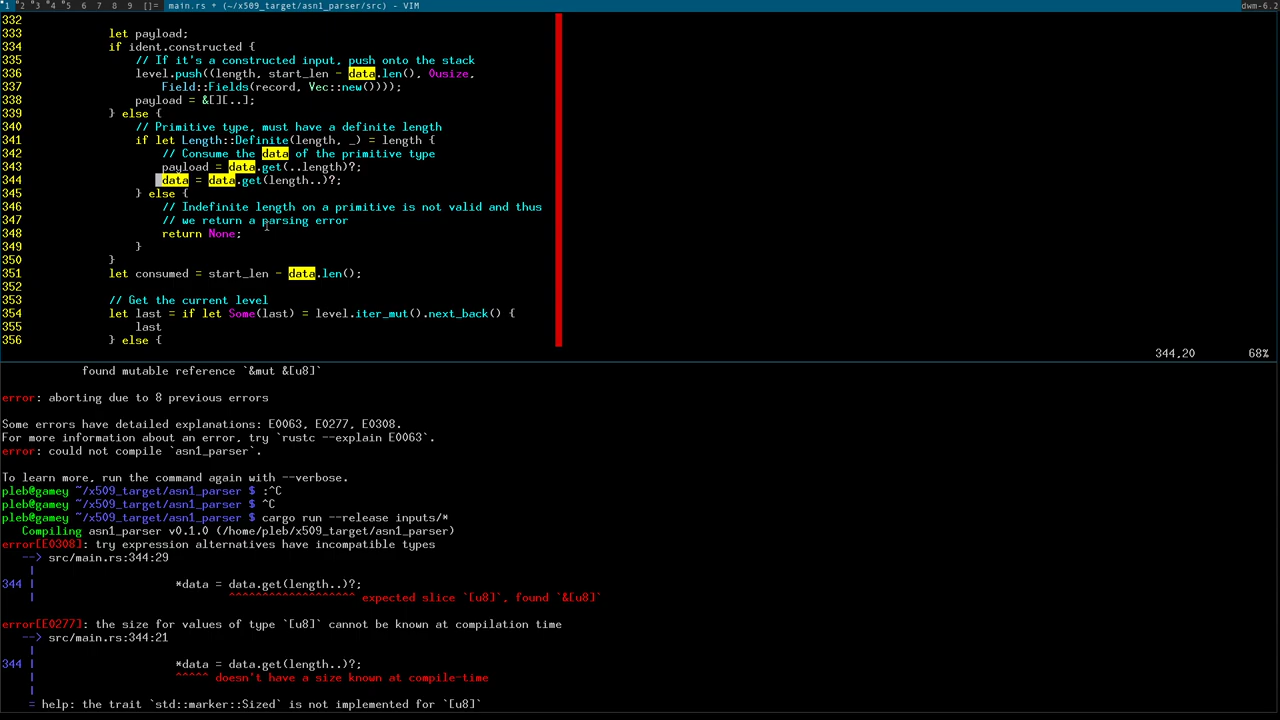 1 2 3 4 5 6 7 8 9 []= main.rs + (~/x509_target/asn1_parser/src) - VIM dwm-6.2
332
333             let payload;
334             if ident.constructed {
335                 // If it's a constructed input, push onto the stack
336                 level.push((length, start_len - data.len(), 0usize,
337                     Field::Fields(record, Vec::new())));
338                 payload = &[][..];
339             } else {
340                 // Primitive type, must have a definite length
341                 if let Length::Definite(length, _) = length {
342                     // Consume the data of the primitive type
343                     payload = data.get(..length)?;
344                     data = data.get(length..)?;
345                 } else {
346                     // Indefinite length on a primitive is not valid and thus
347                     // we return a parsing error
348                     return None;
349                 }
350             }
351             let consumed = start_len - data.len();
352
353             // Get the current level
354             let last = if let Some(last) = level.iter_mut().next_back() {
355                 last
356             } else {
344,20 68%
found mutable reference `&mut &[u8]`
error: aborting due to 8 previous errors
Some errors have detailed explanations: E0063, E0277, E0308.
For more information about an error, try `rustc --explain E0063`.
error: could not compile `asn1_parser`.
To learn more, run the command again with --verbose.
pleb@gamey ~/x509_target/asn1_parser $ :^C
pleb@gamey ~/x509_target/asn1_parser $ ^C
pleb@gamey ~/x509_target/asn1_parser $ cargo run --release inputs/*
Compiling asn1_parser v0.1.0 (/home/pleb/x509_target/asn1_parser)
error[E0308]: try expression alternatives have incompatible types
--> src/main.rs:344:29
|
344 |                     *data = data.get(length..)?;
|                             ^^^^^^^^^^^^^^^^^^^ expected slice `[u8]`, found `&[u8]`
error[E0277]: the size for values of type `[u8]` cannot be known at compilation time
--> src/main.rs:344:21
|
344 |                     *data = data.get(length..)?;
|                     ^^^^^ doesn't have a size known at compile-time
|
= help: the trait `std::marker::Sized` is not implemented for `[u8]`